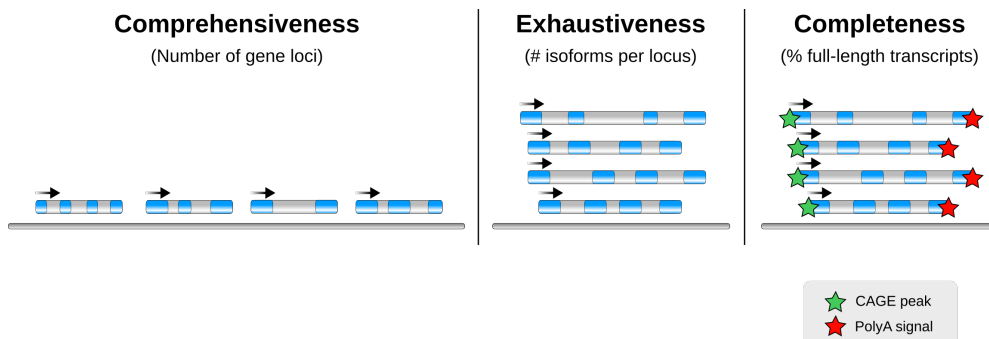 Comprehensiveness
(Number of gene loci)
Exhaustiveness
(# isoforms per locus)
Completeness
(% full-length transcripts)
CAGE peak
PolyA signal